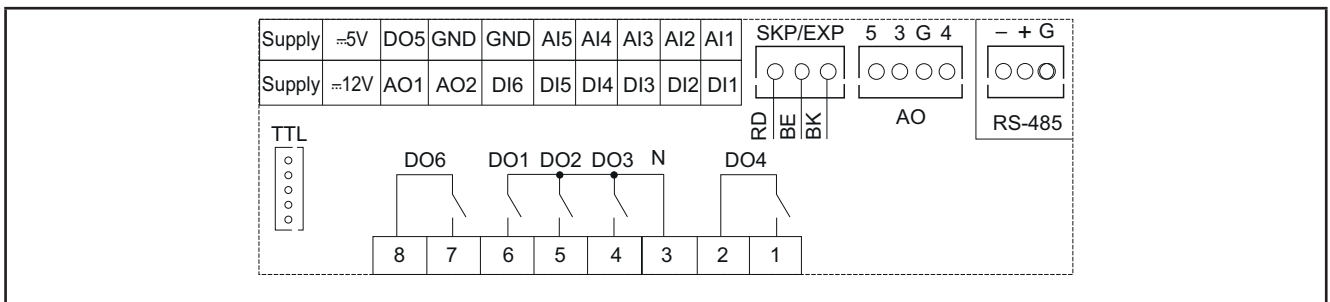 Supply ⎓5V DO5 GND GND AI5 AI4 AI3 AI2 AI1
Supply ⎓12V AO1 AO2 DI6 DI5 DI4 DI3 DI2 DI1
SKP/EXP
RD BE BK
5 3 G 4
AO
– + G
RS-485
TTL
DO6 DO1 DO2 DO3 N DO4
8 7 6 5 4 3 2 1